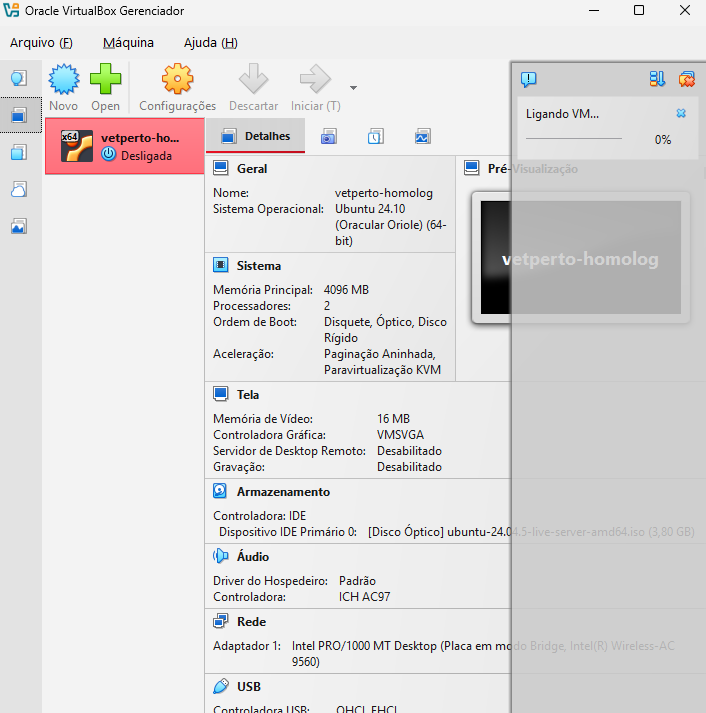 Oracle VirtualBox Gerenciador
Arquivo (F) Máquina Ajuda (H)
Novo Open Configurações Descartar Iniciar (T)
x64
vetperto-ho...
Desligada
Detalhes
Ligando VM...
0%
Geral
Nome: vetperto-homolog
Sistema Operacional: Ubuntu 24.10
(Oracular Oriole) (64-
bit)
Pré-Visualização
vetperto-homolog
Sistema
Memória Principal: 4096 MB
Processadores: 2
Ordem de Boot: Disquete, Óptico, Disco
Rígido
Aceleração: Paginação Aninhada,
Paravirtualização KVM
Tela
Memória de Vídeo: 16 MB
Controladora Gráfica: VMSVGA
Servidor de Desktop Remoto: Desabilitado
Gravação: Desabilitado
Armazenamento
Controladora: IDE
Dispositivo IDE Primário 0: [Disco Óptico] ubuntu-24.04.5-live-server-amd64.iso (3,80 GB)
Áudio
Driver do Hospedeiro: Padrão
Controladora: ICH AC97
Rede
Adaptador 1: Intel PRO/1000 MT Desktop (Placa em modo Bridge, Intel(R) Wireless-AC
9560)
USB
Controladora USB: OHCI, EHCI